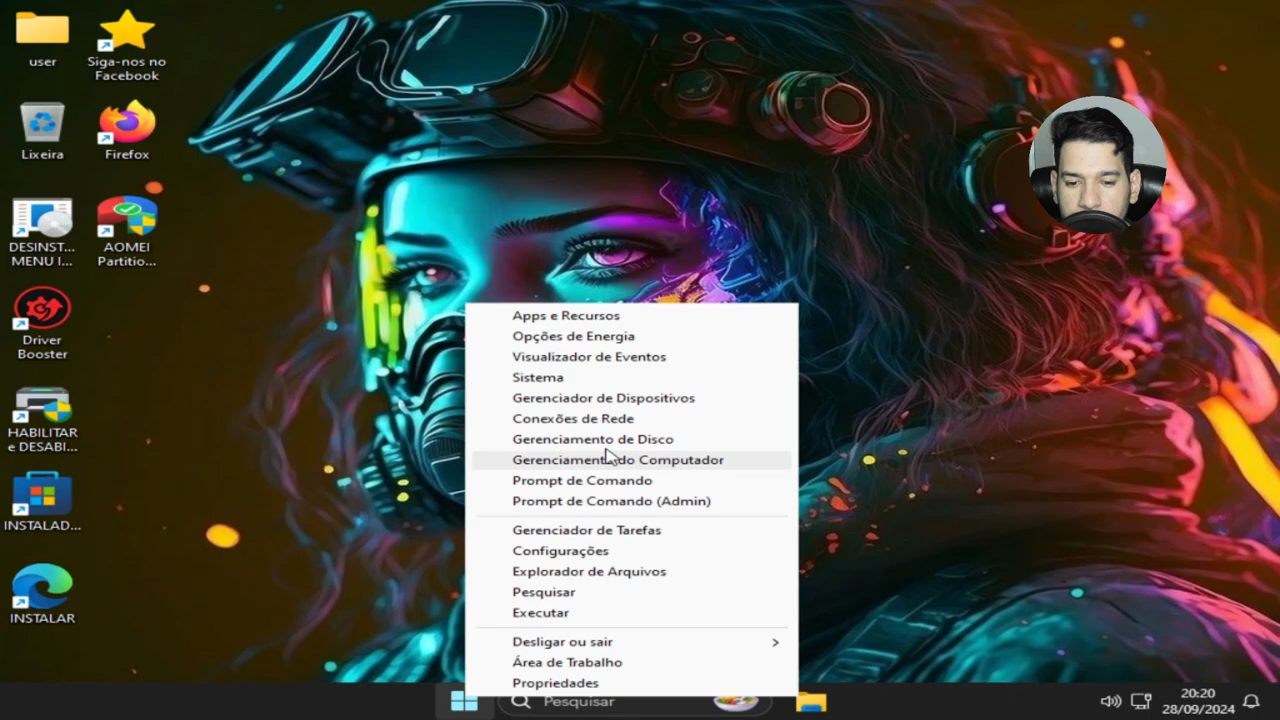 user
Siga-nos no
Facebook
Lixeira
Firefox
DESINST...
MENU I...
AOMEI
Partitio...
Driver
Booster
HABILITAR
e DESABI...
INSTALAD...
INSTALAR
Apps e Recursos
Opções de Energia
Visualizador de Eventos
Sistema
Gerenciador de Dispositivos
Conexões de Rede
Gerenciamento de Disco
Gerenciamento do Computador
Prompt de Comando
Prompt de Comando (Admin)
Gerenciador de Tarefas
Configurações
Explorador de Arquivos
Pesquisar
Executar
Desligar ou sair
Área de Trabalho
Propriedades
Pesquisar
20:20
28/09/2024